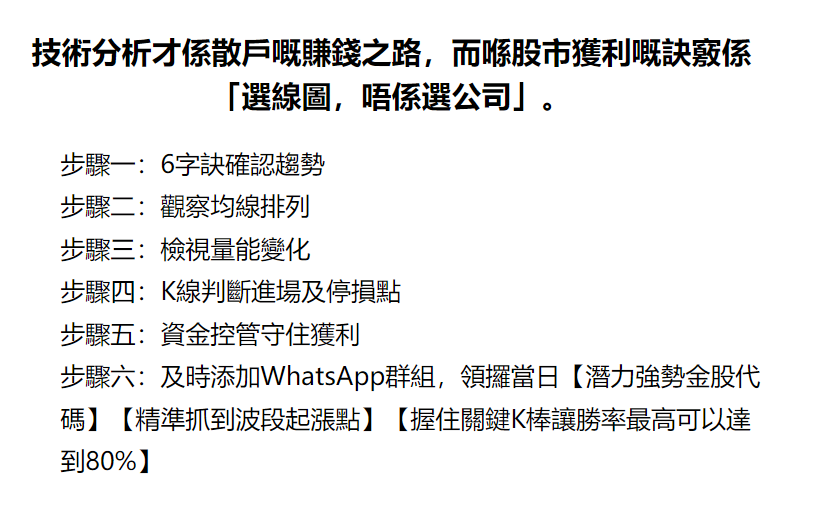 技術分析才係散戶嘅賺錢之路，而喺股市獲利嘅訣竅係
「選線圖，唔係選公司」。
步驟一：6字訣確認趨勢
步驟二：觀察均線排列
步驟三：檢視量能變化
步驟四：K線判斷進場及停損點
步驟五：資金控管守住獲利
步驟六：及時添加WhatsApp群組，領攞當日【潛力強勢金股代
碼】【精準抓到波段起漲點】【握住關鍵K棒讓勝率最高可以達
到80%】